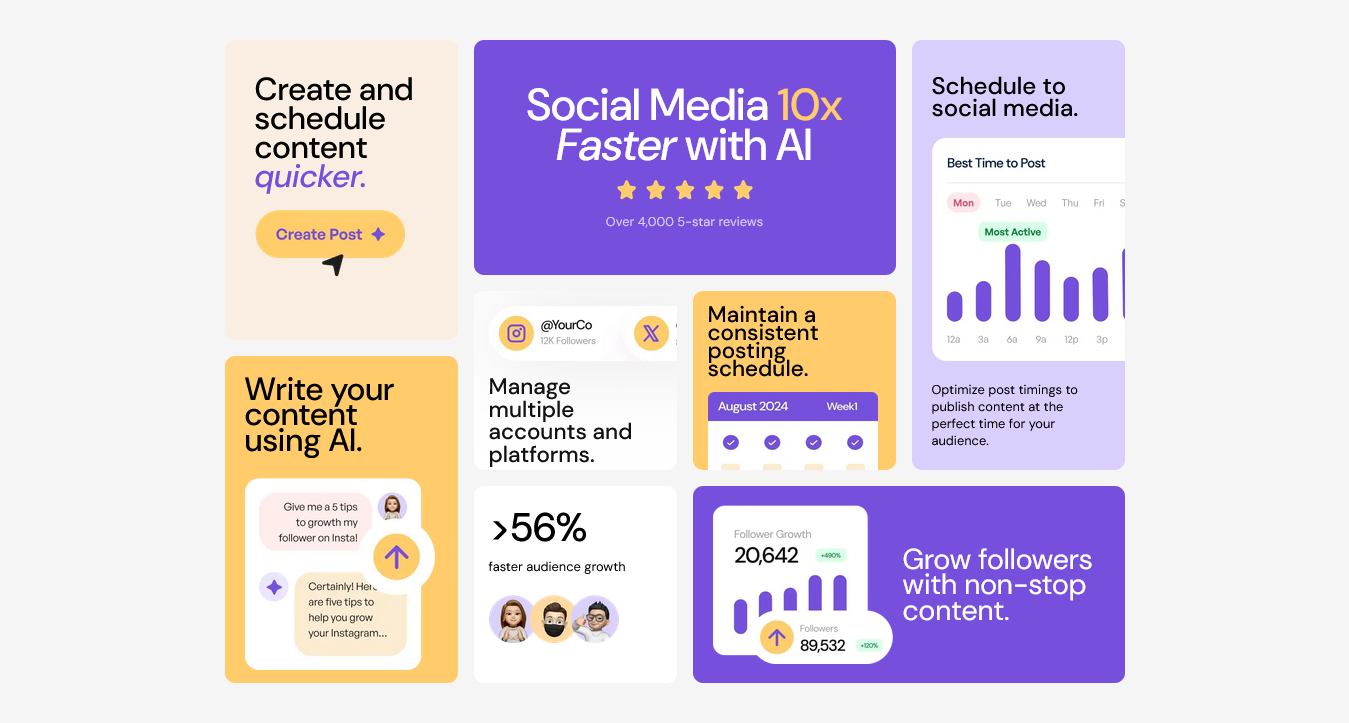 Create and
schedule
content
quicker.
Create Post
Social Media 10x
Faster with AI
Over 4,000 5-star reviews
Schedule to
social media.
Best Time to Post
Mon Tue Wed Thu Fri S
Most Active
12a 3a 6a 9a 12p 3p
Optimize post timings to
publish content at the
perfect time for your
audience.
Write your
content
using AI.
Give me a 5 tips
to growth my
follower on Insta!
Certainly! Here
are five tips to
help you grow
your Instagram...
@YourCo
12K Followers
Manage
multiple
accounts and
platforms.
Maintain a
consistent
posting
schedule.
August 2024 Week1
>56%
faster audience growth
Follower Growth
20,642 +490%
Followers
89,532 +120%
Grow followers
with non-stop
content.